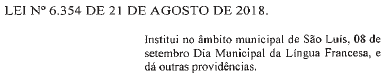 LEI Nº 6.354 DE 21 DE AGOSTO DE 2018.
Institui no âmbito municipal de São Luís, 08 de
setembro Dia Municipal da Língua Francesa, e
dá outras providências.